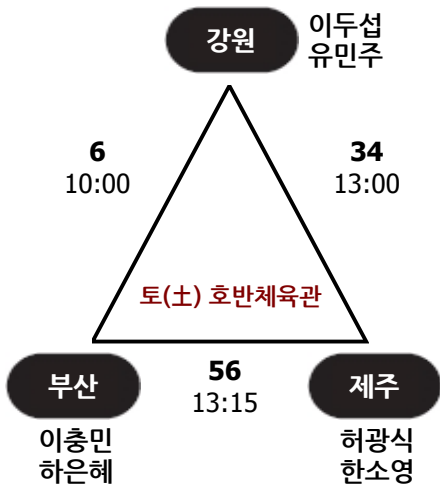 강원
이두섭
유민주
6
10:00
34
13:00
토(土) 호반체육관
부산
56
13:15
제주
이충민
하은혜
허광식
한소영